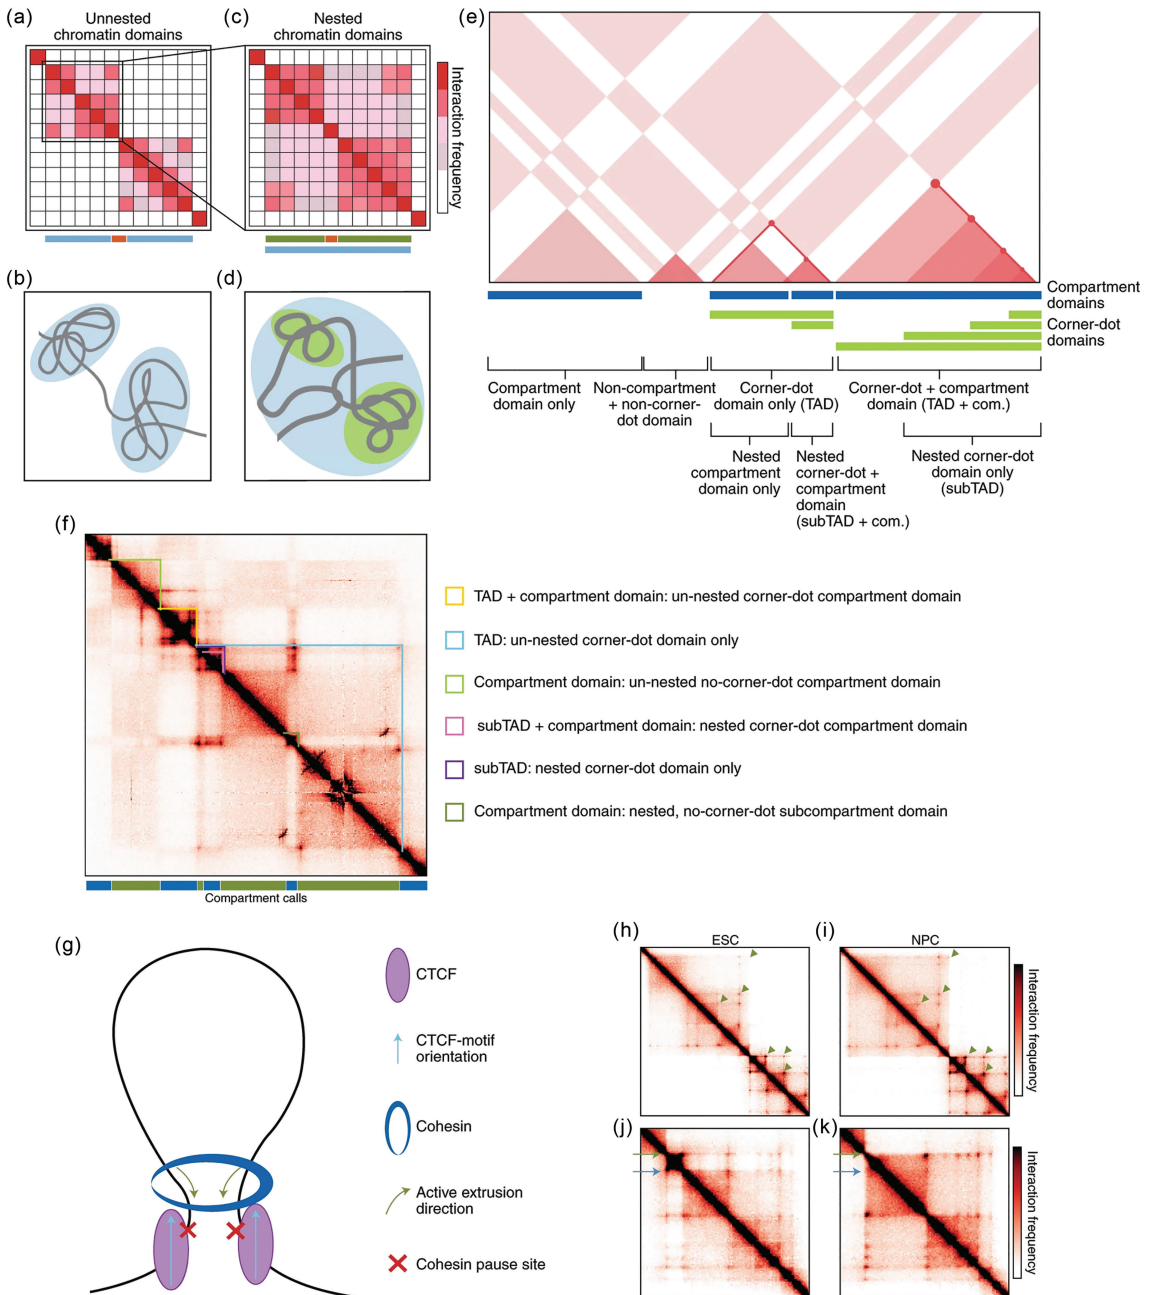 (a)
Unnested
chromatin domains
(c)
Nested
chromatin domains
Interaction frequency
(b)
(d)
(e)
Compartment
domains
Corner-dot
domains
Compartment
domain only
Non-compartment
+ non-corner-
dot domain
Corner-dot
domain only (TAD)
Corner-dot + compartment
domain (TAD + com.)
Nested
compartment
domain only
Nested
corner-dot +
compartment
domain
(subTAD + com.)
Nested corner-dot
domain only
(subTAD)
(f)
Compartment calls
TAD + compartment domain: un-nested corner-dot compartment domain
TAD: un-nested corner-dot domain only
Compartment domain: un-nested no-corner-dot compartment domain
subTAD + compartment domain: nested corner-dot compartment domain
subTAD: nested corner-dot domain only
Compartment domain: nested, no-corner-dot subcompartment domain
(g)
CTCF
CTCF-motif
orientation
Cohesin
Active extrusion
direction
Cohesin pause site
(h)
ESC
(i)
NPC
Interaction frequency
(j)
(k)
Interaction frequency